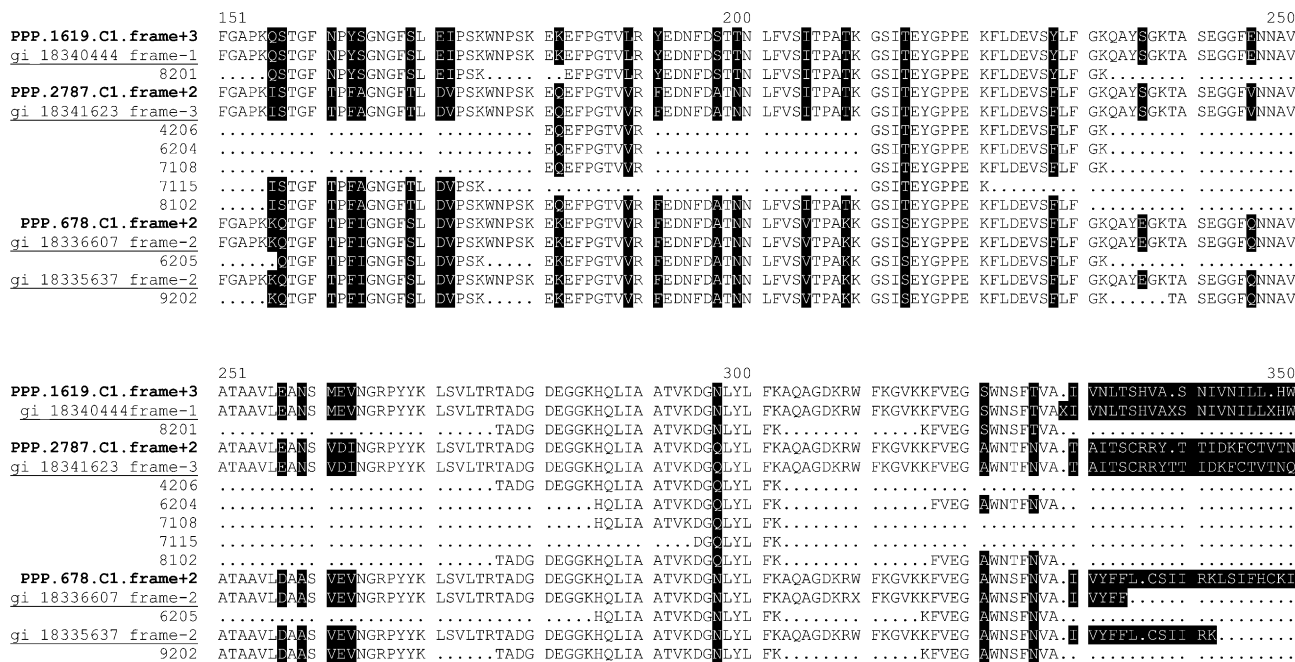 151 200 250
PPP.1619.C1.frame+3 FGAPKQSTGF NPYSGNGFSL EIPSKWNPSK EKEFPGTVLR YEDNFDSTTN LFVSITPATK GSITEYGPPE KFLDEVSYLF GKQAYSGKTA SEGGFENNAV
gi 18340444 frame-1 FGAPKQSTGF NPYSGNGFSL EIPSKWNPSK EKEFPGTVLR YEDNFDSTTN LFVSITPATK GSITEYGPPE KFLDEVSYLF GKQAYSGKTA SEGGFENNAV
8201 .....QSTGF NPYSGNGFSL EIPSK..... ..EFPGTVLR YEDNFDSTTN LFVSITPATK GSITEYGPPE KFLDEVSYLF GK........ ..........
PPP.2787.C1.frame+2 FGAPKISTGF TPFAGNGFTL DVPSKWNPSK EQEFPGTVVR FEDNFDATNN LFVSITPATK GSITEYGPPE KFLDEVSFLF GKQAYSGKTA SEGGFVNNAV
gi 18341623 frame-3 FGAPKISTGF TPFAGNGFTL DVPSKWNPSK EQEFPGTVVR FEDNFDATNN LFVSITPATK GSITEYGPPE KFLDEVSFLF GKQAYSGKTA SEGGFVNNAV
4206 .......... .......... .......... EQEFPGTVVR .......... .......... GSITEYGPPE KFLDEVSFLF GK........ ..........
6204 .......... .......... .......... EQEFPGTVVR .......... .......... GSITEYGPPE KFLDEVSFLF GK........ ..........
7108 .......... .......... .......... EQEFPGTVVR .......... .......... GSITEYGPPE KFLDEVSFLF GK........ ..........
7115 .....ISTGF TPFAGNGFTL DVPSK..... .......... .......... .......... GSITEYGPPE K......... .......... ..........
8102 .....ISTGF TPFAGNGFTL DVPSKWNPSK EQEFPGTVVR FEDNFDATNN LFVSITPATK GSITEYGPPE KFLDEVSFLF .......... ..........
PPP.678.C1.frame+2 FGAPKKQTGF TPFIGNGFSL DVPSKWNPSK EKEFPGTVVR FEDNFDATNN LFVSVTPAKK GSISEYGPPE KFLDEVSFLF GKQAYEGKTA SEGGFQNNAV
gi 18336607 frame-2 FGAPKKQTGF TPFIGNGFSL DVPSKWNPSK EKEFPGTVVR FEDNFDATNN LFVSVTPAKK GSISEYGPPE KFLDEVSFLF GKQAYEGKTA SEGGFQNNAV
6205 ......QTGF TPFIGNGFSL DVPSKWNPSK EKEFPGTVVR FEDNFDATNN LFVSVTPAKK GSISEYGPPE KFLDEVSFLF GK........ ..........
gi 18335637 frame-2 FGAPKKQTGF TPFIGNGFSL DVPSKWNPSK EKEFPGTVVR FEDNFDATNN LFVSVTPAKK GSISEYGPPE KFLDEVSFLF GKQAYEGKTA SEGGFQNNAV
9202 .....KQTGF TPFIGNGFSL DVPSK..... EKEFPGTVVR FEDNFDATNN LFVSVTPAKK GSISEYGPPE KFLDEVSFLF GK......TA SEGGFQNNAV
251 300 350
PPP.1619.C1.frame+3 ATAAVLEANS MEVNGRPYYK LSVLTRTADG DEGGKHQLIA ATVKDGNLYL FKAQAGDKRW FKGVKKFVEG SWNSFTVA.I VNLTSHVA.S NIVNILL.HW
gi 18340444frame-1 ATAAVLEANS MEVNGRPYYK LSVLTRTADG DEGGKHQLIA ATVKDGNLYL FKAQAGDKRW FKGVKKFVEG SWNSFTVAXI VNLTSHVAXS NIVNILLXHW
8201 .......... .......... ......TADG DEGGKHQLIA ATVKDGNLYL FK........ .....KFVEG SWNSFTVA.. .......... ..........
PPP.2787.C1.frame+2 ATAAVLEANS VDINGRPYYK LSVLTRTADG DEGGKHQLIA ATVKDGQLYL FKAQAGDKRW FKGVKKFVEG AWNTFNVA.T AITSCRRY.T TIDKFCTVTN
gi 18341623 frame-3 ATAAVLEANS VDINGRPYYK LSVLTRTADG DEGGKHQLIA ATVKDGQLYL FKAQAGDKRW FKGVKKFVEG AWNTFNVA.T AITSCRRYTT IDKFCTVTNQ
4206 .......... .......... ......TADG DEGGKHQLIA ATVKDGQLYL FK........ .......... .......... .......... ..........
6204 .......... .......... .......... .....HQLIA ATVKDGQLYL FK........ ......FVEG AWNTFNVA.. .......... ..........
7108 .......... .......... .......... .....HQLIA ATVKDGQLYL FK........ .......... .......... .......... ..........
7115 .......... .......... .......... .......... ....DGQLYL FK........ .......... .......... .......... ..........
8102 .......... .......... ......TADG DEGGKHQLIA ATVKDGQLYL FK........ ......FVEG AWNTFNVA.. .......... ..........
PPP.678.C1.frame+2 ATAAVLDAAS VEVNGRPYYK LSVLTRTADG DEGGKHQLIA ATVKDGNLYL FKAQAGDKRW FKGVKKFVEG AWNSFNVA.I VYFFL.CSII RKLSIFHCKI
gi 18336607 frame-2 ATAAVLDAAS VEVNGRPYYK LSVLTRTADG DEGGKHQLIA ATVKDGNLYL FKAQAGDKRX FKGVKKFVEG AWNSFNVA.I VYFF...... ..........
6205 .......... .......... .......... .....HQLIA ATVKDGNLYL FK........ .....KFVEG AWNSFNVA.. .......... ..........
gi 18335637 frame-2 ATAAVLDAAS VEVNGRPYYK LSVLTRTADG DEGGKHQLIA ATVKDGNLYL FKAQAGDKRW FKGVKKFVEG AWNSFNVA.I VYFFL.CSII RK........
9202 ATAAVLDAAS VEVNGRPYYK ......TADG DEGGKHQLIA ATVKDGNLYL FK........ .....KFVEG AWNSFNVA.. .......... ..........